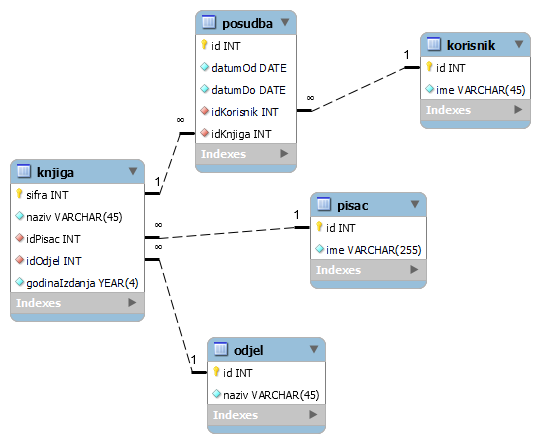 posudba
id INT
datumOd DATE
datumDo DATE
idKorisnik INT
idKnjiga INT
Indexes
korisnik
id INT
ime VARCHAR(45)
Indexes
1
∞
∞
1
knjiga
sifra INT
naziv VARCHAR(45)
idPisac INT
idOdjel INT
godinaIzdanja YEAR(4)
Indexes
pisac
id INT
ime VARCHAR(255)
Indexes
∞
1
∞
1
odjel
id INT
naziv VARCHAR(45)
Indexes